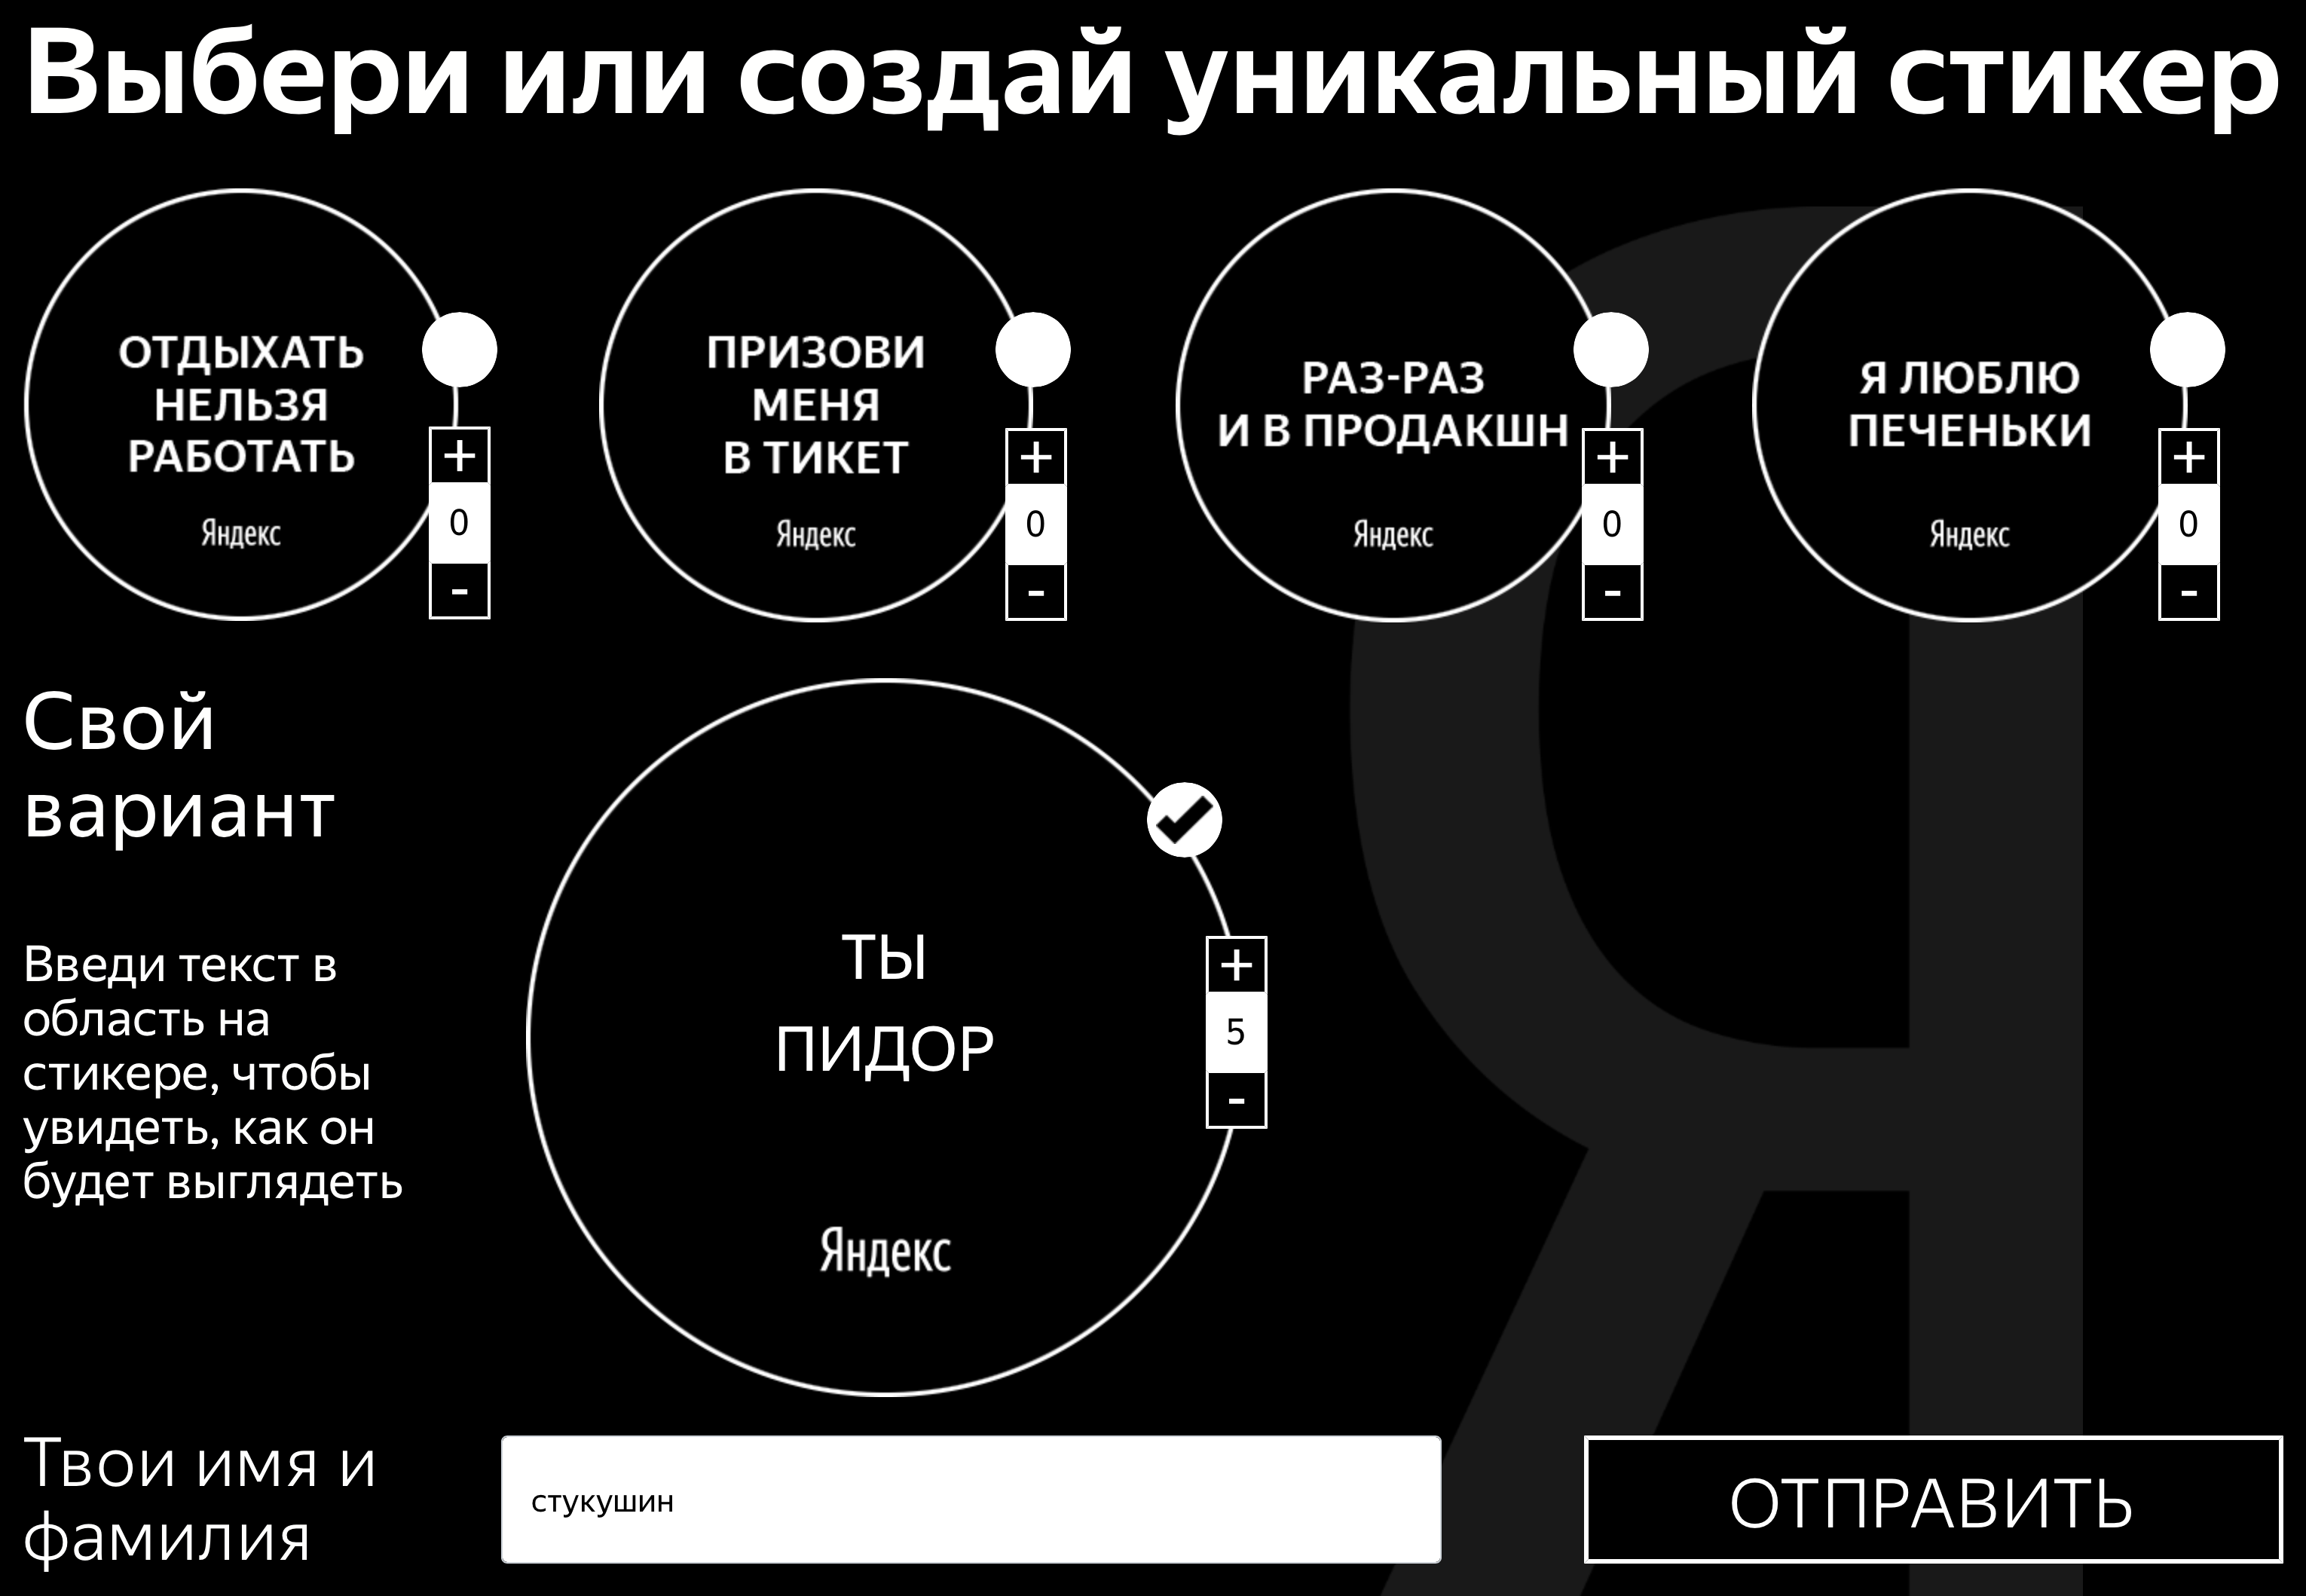 Выбери или создай уникальный стикер
ОТДЫХАТЬ
НЕЛЬЗЯ
РАБОТАТЬ
Яндекс
+
0
-
ПРИЗОВИ
МЕНЯ
В ТИКЕТ
Яндекс
+
0
-
РАЗ-РАЗ
И В ПРОДАКШН
Яндекс
+
0
-
Я ЛЮБЛЮ
ПЕЧЕНЬКИ
Яндекс
+
0
-
Свой
вариант
Введи текст в
область на
стикере, чтобы
увидеть, как он
будет выглядеть
ТЫ
ПИДОР
Яндекс
+
5
-
Твои имя и
фамилия
стукушин
ОТПРАВИТЬ
Я